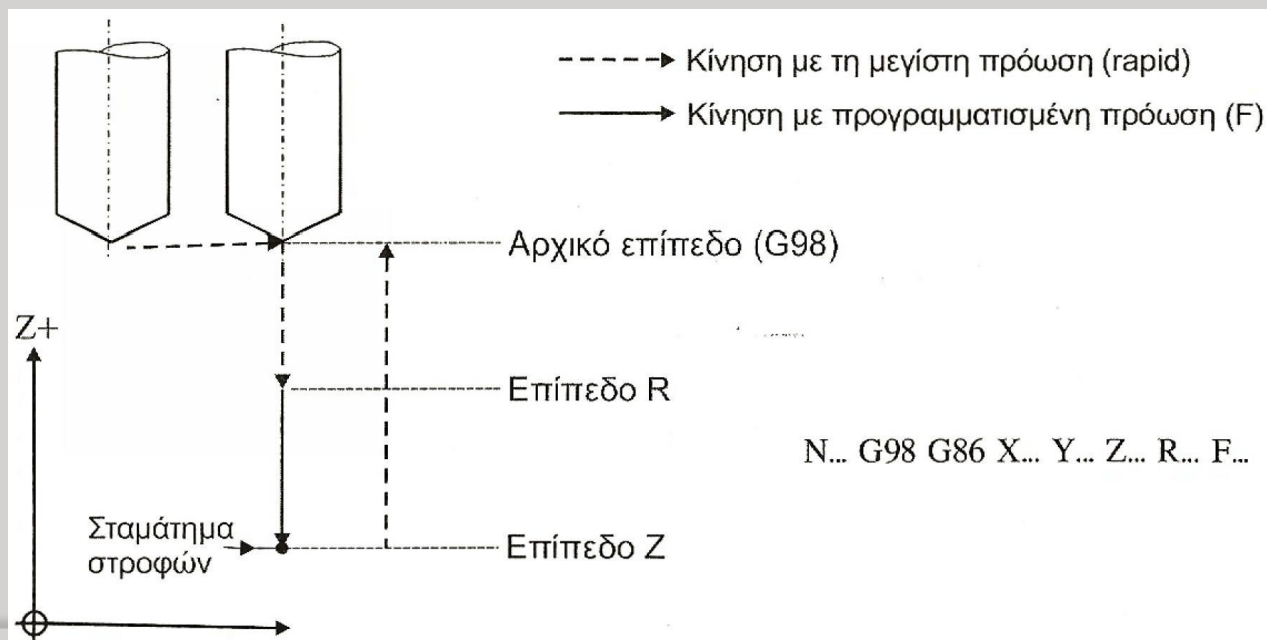 Κίνηση με τη μεγίστη πρόωση (rapid)
Κίνηση με προγραμματισμένη πρόωση (F)
Αρχικό επίπεδο (G98)
Z+
Επίπεδο R
N... G98 G86 X... Y... Z... R... F...
Σταμάτημα
στροφών
Επίπεδο Z